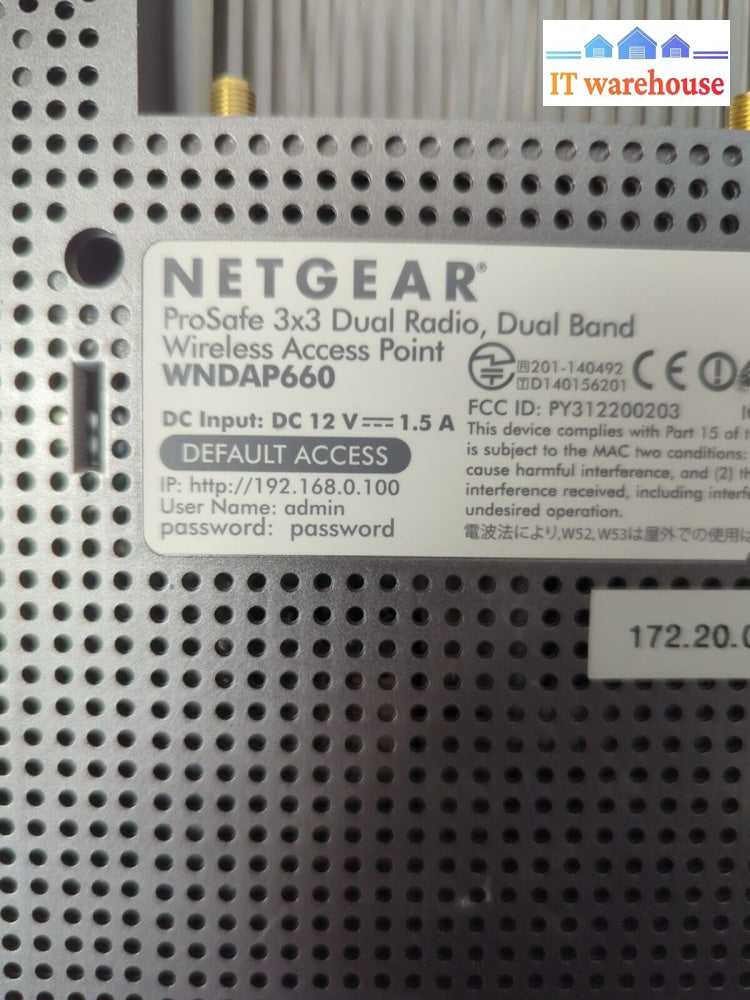 IT warehouse
NETGEAR®
ProSafe 3x3 Dual Radio, Dual Band
Wireless Access Point
WNDAP660
R 201-140492
T D140156201
CE
DC Input: DC 12 V ⎓ 1.5 A
DEFAULT ACCESS
IP: http://192.168.0.100
User Name: admin
password: password
FCC ID: PY312200203
This device complies with Part 15 of
is subject to the MAC two conditions:
cause harmful interference, and (2)
interference received, including
undesired operation.
電波法により,W52, W53は屋外での使用は
172.20.